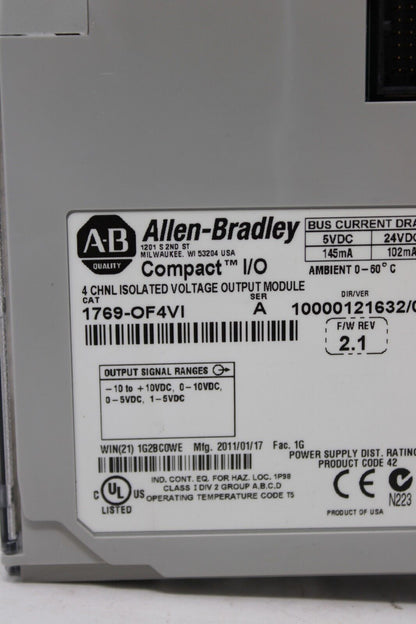 A-B
QUALITY
Allen-Bradley
1201 S 2ND ST
MILWAUKEE, WI 53204 USA
Compact™ I/O
BUS CURRENT DRA
5VDC 24VDC
145mA 102mA
AMBIENT 0-60° C
4 CHNL ISOLATED VOLTAGE OUTPUT MODULE
CAT SER DIR/VER
1769-OF4VI A 10000121632/
F/W REV
2.1
OUTPUT SIGNAL RANGES
-10 to +10VDC, 0-10VDC,
0-5VDC, 1-5VDC
WIN(21) 1G2BC0WE Mfg. 2011/01/17 Fac. 1G
POWER SUPPLY DIST. RATING
PRODUCT CODE 42
C UL US
LISTED
IND. CONT. EQ. FOR HAZ. LOC. 1P98
CLASS I DIV 2 GROUP A,B,C,D
OPERATING TEMPERATURE CODE T5
CE
N223
PRODUCT OF USA